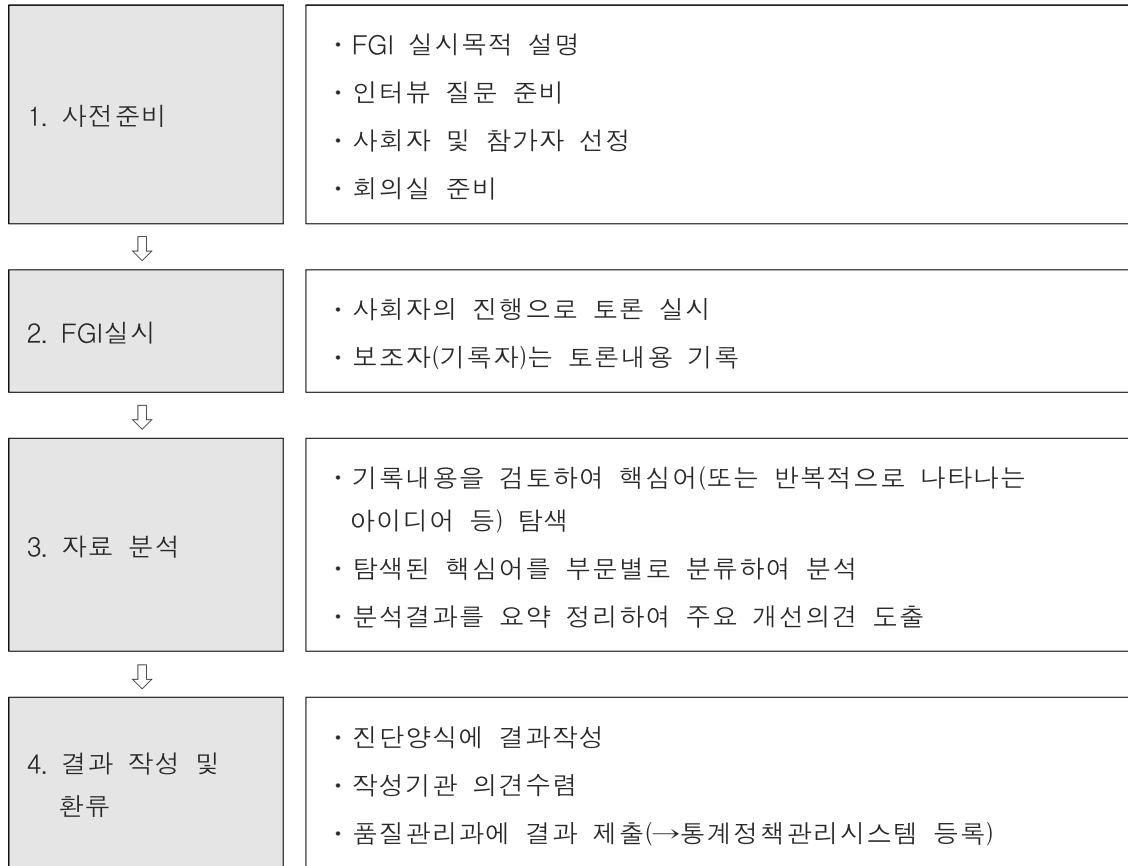 1. 사전준비
· FGI 실시목적 설명
· 인터뷰 질문 준비
· 사회자 및 참가자 선정
· 회의실 준비
⇩
2. FGI실시
· 사회자의 진행으로 토론 실시
· 보조자(기록자)는 토론내용 기록
⇩
3. 자료 분석
· 기록내용을 검토하여 핵심어(또는 반복적으로 나타나는
아이디어 등) 탐색
· 탐색된 핵심어를 부문별로 분류하여 분석
· 분석결과를 요약 정리하여 주요 개선의견 도출
⇩
4. 결과 작성 및
환류
· 진단양식에 결과작성
· 작성기관 의견수렴
· 품질관리과에 결과 제출(→통계정책관리시스템 등록)